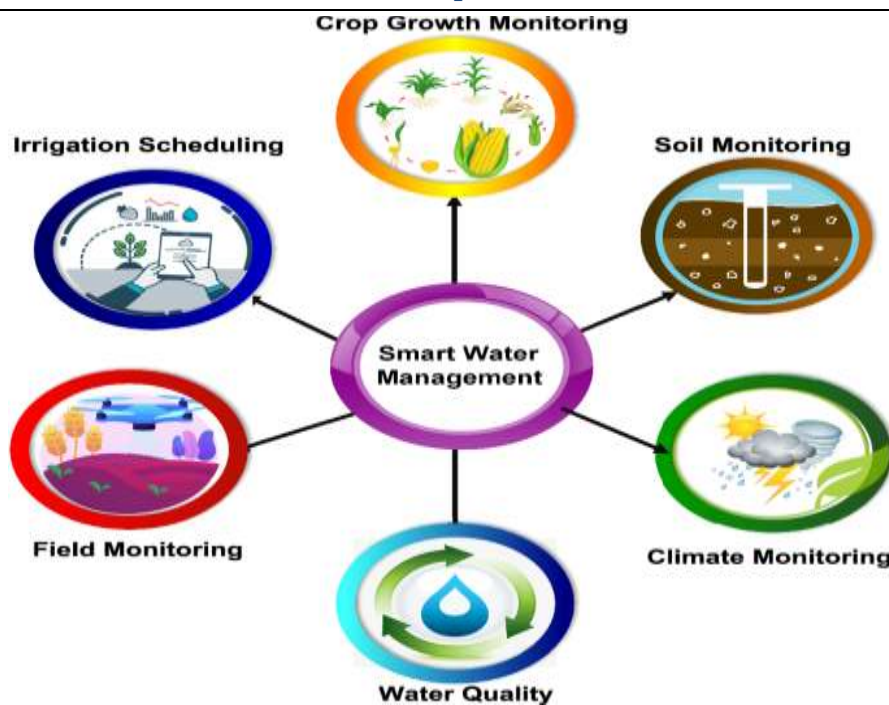 Crop Growth Monitoring
Irrigation Scheduling
Soil Monitoring
Smart Water
Management
Field Monitoring
Climate Monitoring
Water Quality